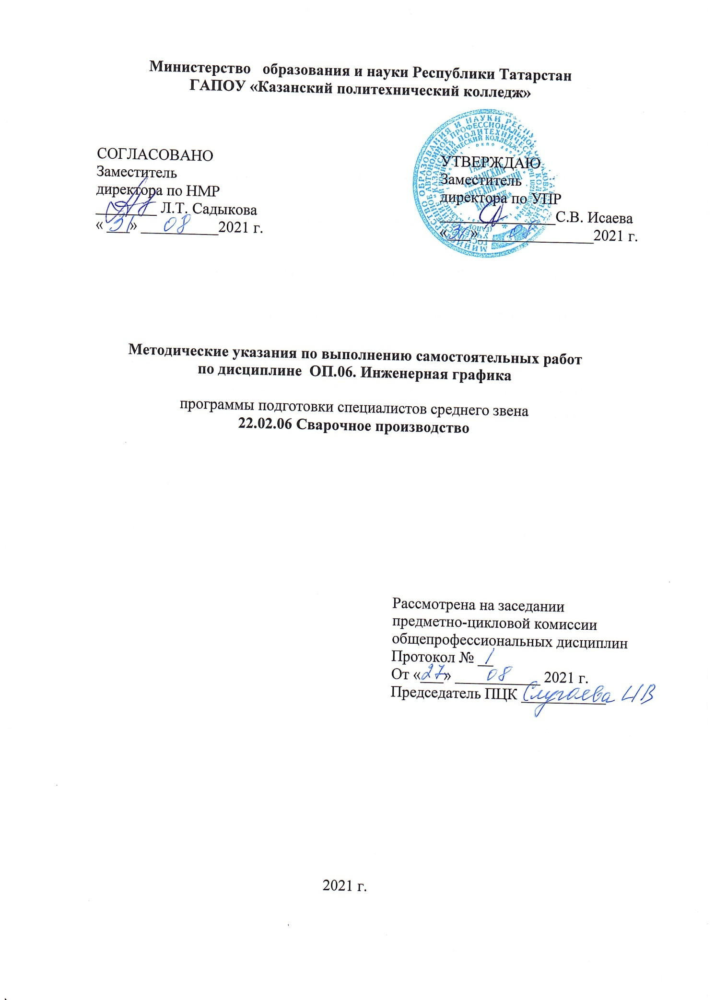 Министерство образования и науки Республики Татарстан
ГАПОУ «Казанский политехнический колледж»
СОГЛАСОВАНО
Заместитель
директора по НМР
Л.Т. Садыкова
«31» 08 2021 г.
УТВЕРЖДАЮ
Заместитель
директора по УПР
С.В. Исаева
«31» 08 2021 г.
Методические указания по выполнению самостоятельных работ
по дисциплине ОП.06. Инженерная графика
программы подготовки специалистов среднего звена
22.02.06 Сварочное производство
Рассмотрена на заседании
предметно-цикловой комиссии
общепрофессиональных дисциплин
Протокол № 1
От «27» 08 2021 г.
Председатель ПЦК
2021 г.